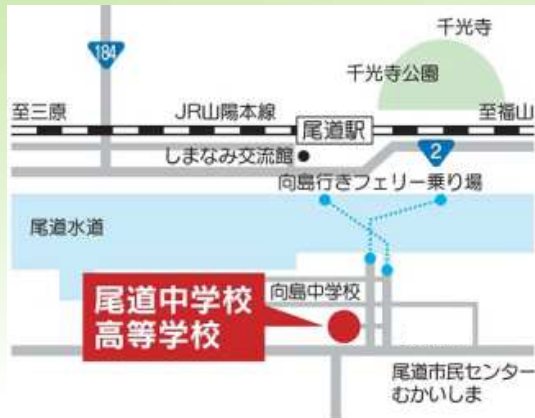 千光寺
184
千光寺公園
至三原
JR山陽本線
尾道駅
至福山
しまなみ交流館
2
向島行きフェリー乗り場
尾道水道
尾道中学校
高等学校
向島中学校
尾道市民センター
むかいしま